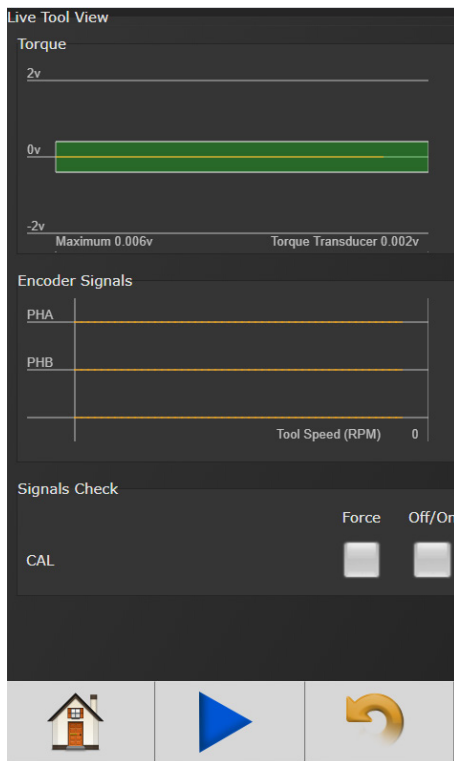 Live Tool View
Torque
2v
0v
-2v
Maximum 0.006v Torque Transducer 0.002v
Encoder Signals
PHA
PHB
Tool Speed (RPM) 0
Signals Check
Force Off/On
CAL